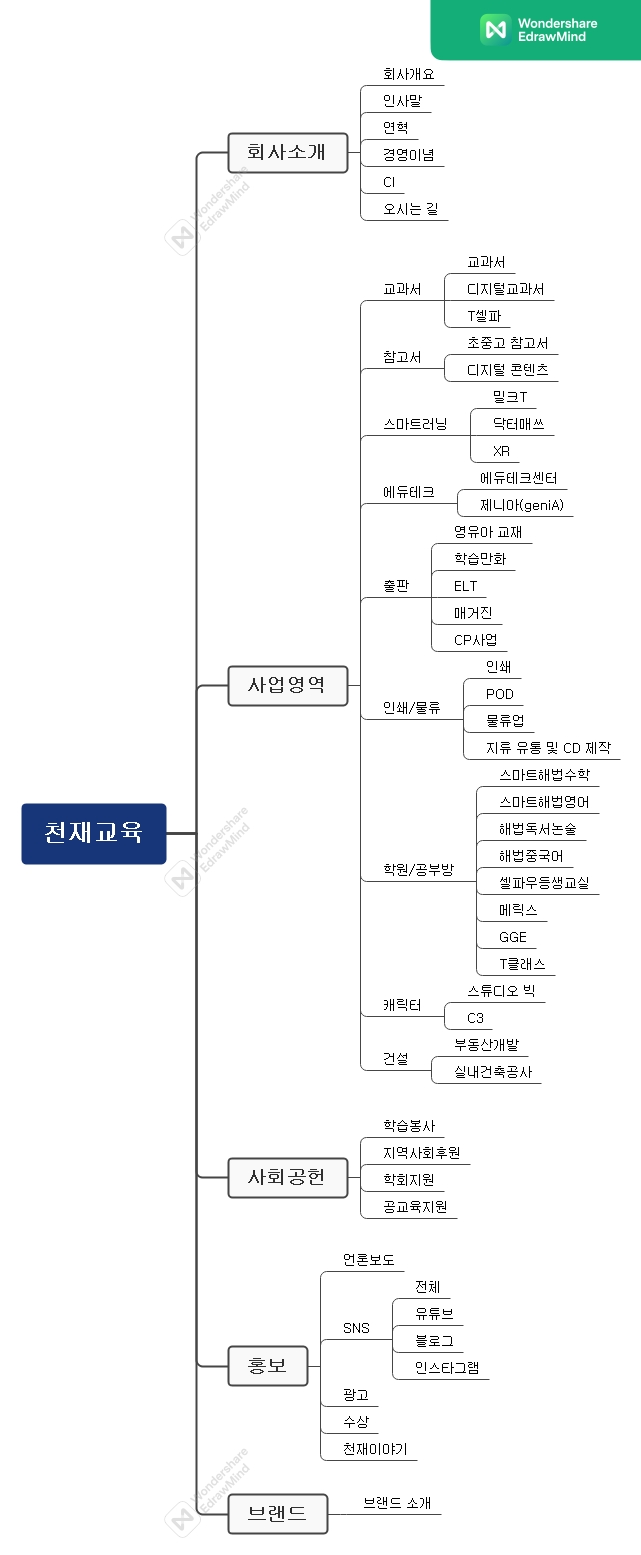 Wondershare
EdrawMind
천재교육
회사소개
회사개요
인사말
연혁
경영이념
CI
오시는 길
사업영역
교과서
교과서
디지털교과서
T셀파
참고서
초중고 참고서
디지털 콘텐츠
스마트러닝
밀크T
닥터매쓰
XR
에듀테크
에듀테크센터
제니아(geniA)
출판
영유아 교재
학습만화
ELT
매거진
CP사업
인쇄/물류
인쇄
POD
물류업
지류 유통 및 CD 제작
학원/공부방
스마트해법수학
스마트해법영어
해법독서논술
해법중국어
셀파우등생교실
메릭스
GGE
T클래스
캐릭터
스튜디오 빅
C3
건설
부동산개발
실내건축공사
사회공헌
학습봉사
지역사회후원
학회지원
공교육지원
홍보
언론보도
SNS
전체
유튜브
블로그
인스타그램
광고
수상
천재이야기
브랜드
브랜드 소개
Wondershare
EdrawMind
Wondershare
EdrawMind
Wondershare
EdrawMind